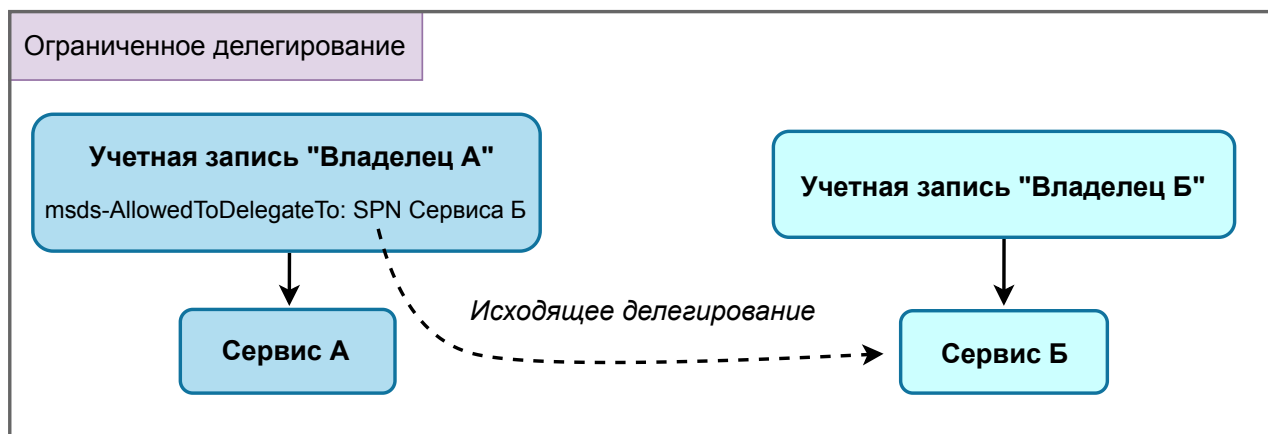 Ограниченное делегирование
Учетная запись "Владелец А"
msds-AllowedToDelegateTo: SPN Сервиса Б
Учетная запись "Владелец Б"
Исходящее делегирование
Сервис А
Сервис Б